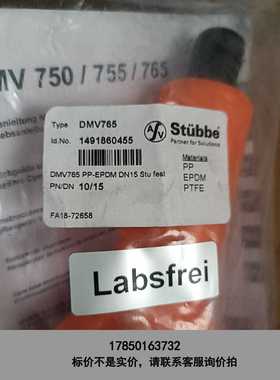 MV 750 / 755 / 765
Type DMV765
Id.No. 1491860455
ASV Stübbe
Partner for Solutions
DMV765 PP-EPDM DN15 Stu fest
PN/DN 10/15
Materials
PP
EPDM
PTFE
FA18-72658
Labsfrei
17850163732
标价不是实价，请联系客服询价拍